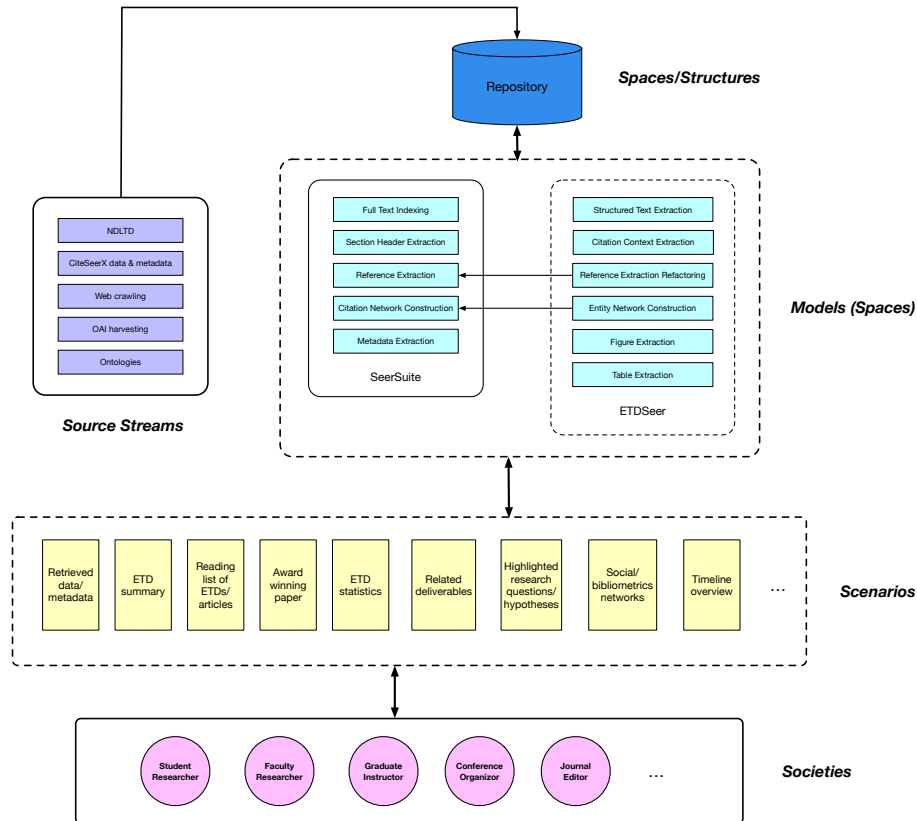 Repository
Spaces/Structures
NDLTD
CiteSeerX data & metadata
Web crawling
OAI harvesting
Ontologies
Source Streams
Full Text Indexing
Section Header Extraction
Reference Extraction
Citation Network Construction
Metadata Extraction
SeerSuite
Structured Text Extraction
Citation Context Extraction
Reference Extraction Refactoring
Entity Network Construction
Figure Extraction
Table Extraction
ETDSeer
Models (Spaces)
Retrieved
data/
metadata
ETD
summary
Reading
list of
ETDs/
articles
Award
winning
paper
ETD
statistics
Related
deliverables
Highlighted
research
questions/
hypotheses
Social/
bibliometrics
networks
Timeline
overview
...
Scenarios
Student
Researcher
Faculty
Researcher
Graduate
Instructor
Conference
Organizor
Journal
Editor
...
Societies